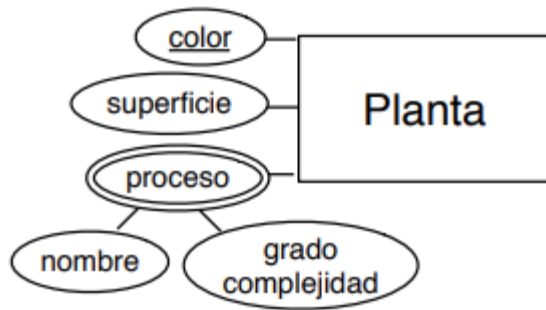 color
superficie
Planta
proceso
nombre
grado
complejidad